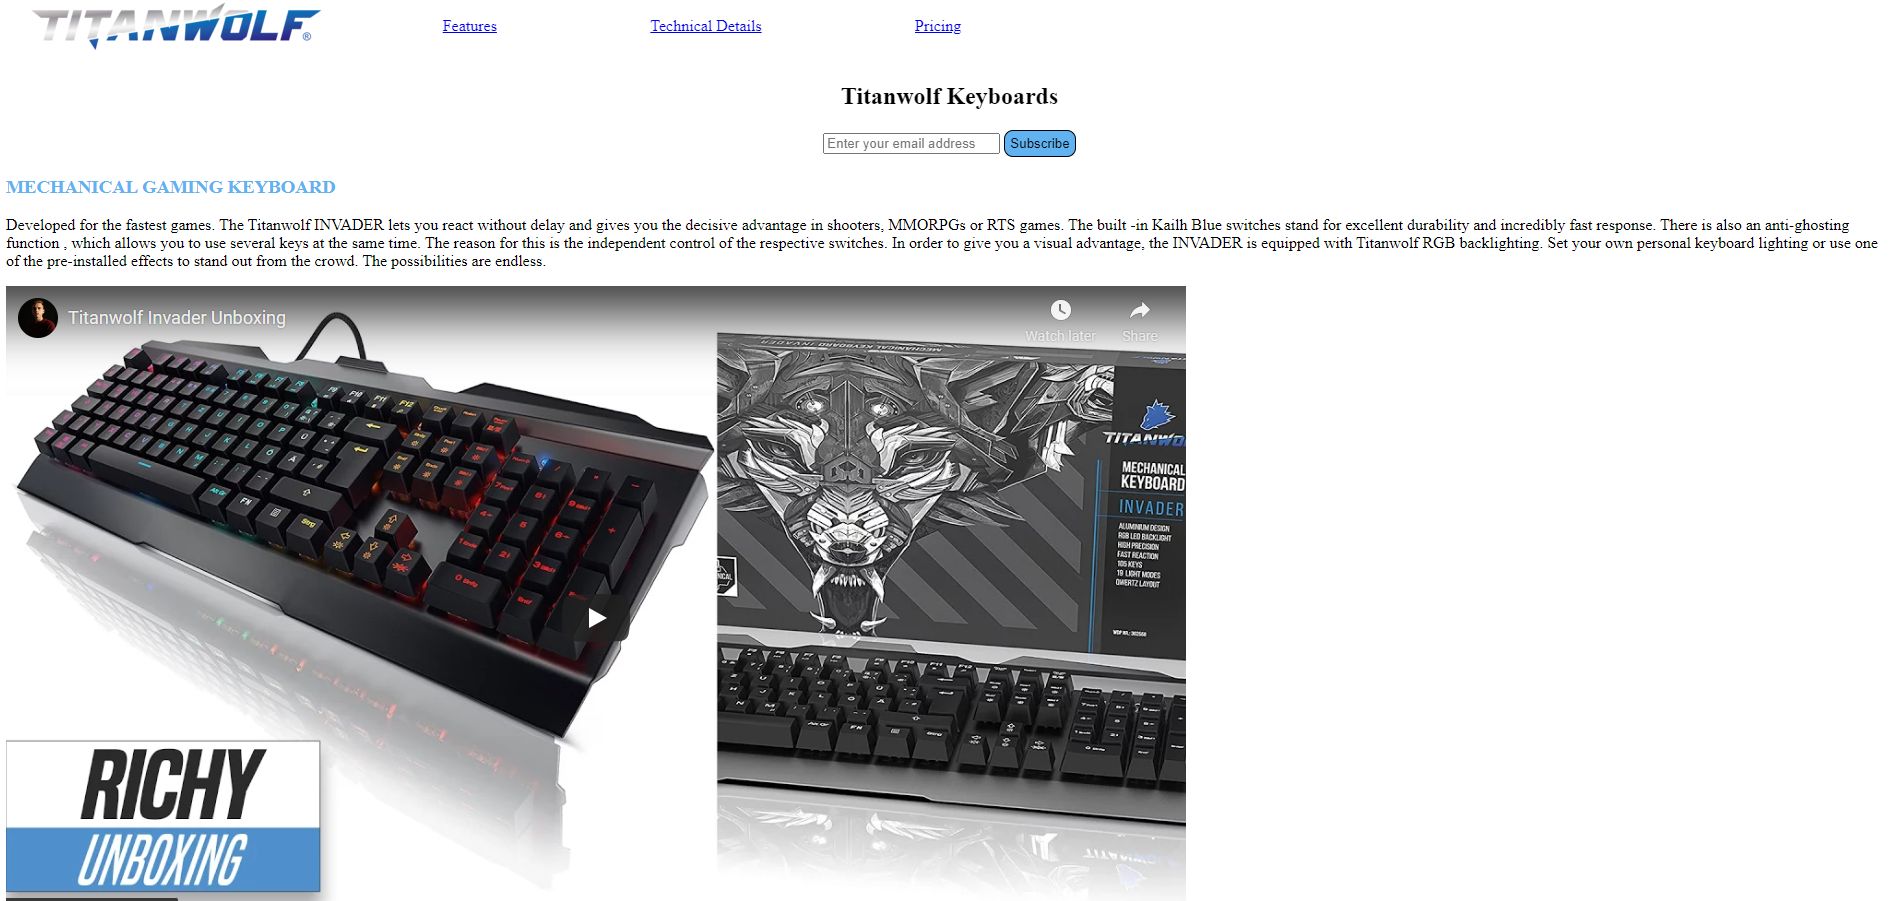 TITANWOLF®
Features
Technical Details
Pricing
Titanwolf Keyboards
Enter your email address
Subscribe
MECHANICAL GAMING KEYBOARD
Developed for the fastest games. The Titanwolf INVADER lets you react without delay and gives you the decisive advantage in shooters, MMORPGs or RTS games. The built -in Kailh Blue switches stand for excellent durability and incredibly fast response. There is also an anti-ghosting
function , which allows you to use several keys at the same time. The reason for this is the independent control of the respective switches. In order to give you a visual advantage, the INVADER is equipped with Titanwolf RGB backlighting. Set your own personal keyboard lighting or use one
of the pre-installed effects to stand out from the crowd. The possibilities are endless.
Titanwolf Invader Unboxing
Watch later
Share
MECHANICAL KEYBOARD INVADER
TITANWO
MECHANICAL
KEYBOARD
INVADER
ALUMINIUM DESIGN
RGB LED BACKLIGHT
HIGH PRECISION
FAST REACTION
105 KEYS
19 LIGHT MODES
QWERTZ LAYOUT
RICHY
UNBOXING